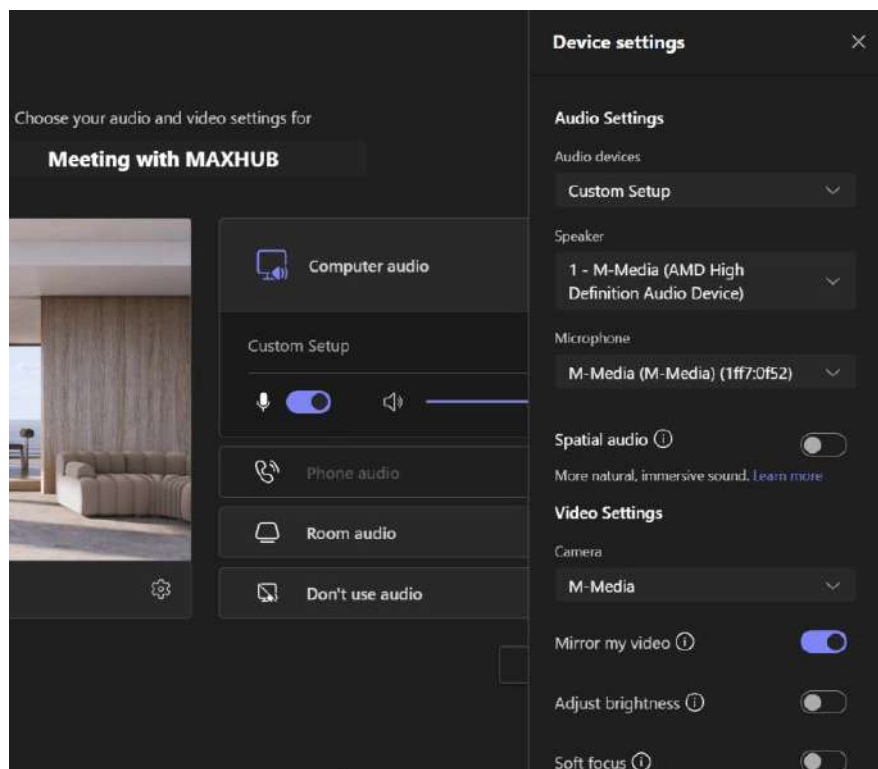 Choose your audio and video settings for
Meeting with MAXHUB
Computer audio
Custom Setup
Phone audio
Room audio
Don't use audio
Device settings
Audio Settings
Audio devices
Custom Setup
Speaker
1 - M-Media (AMD High
Definition Audio Device)
Microphone
M-Media (M-Media) (1ff7:0f52)
Spatial audio
More natural, immersive sound. Learn more
Video Settings
Camera
M-Media
Mirror my video
Adjust brightness
Soft focus